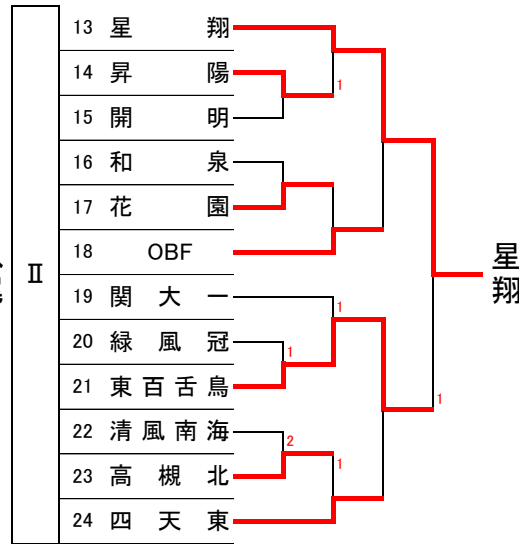 13 星 翔
14 昇 陽
15 開 明
16 和 泉
17 花 園
18 OBF
19 関 大 一
20 緑 風 冠
21 東 百 舌 鳥
22 清 風 南 海
23 高 槻 北
24 四 天 東
Ⅱ
1
1
1
2
1
1
星翔